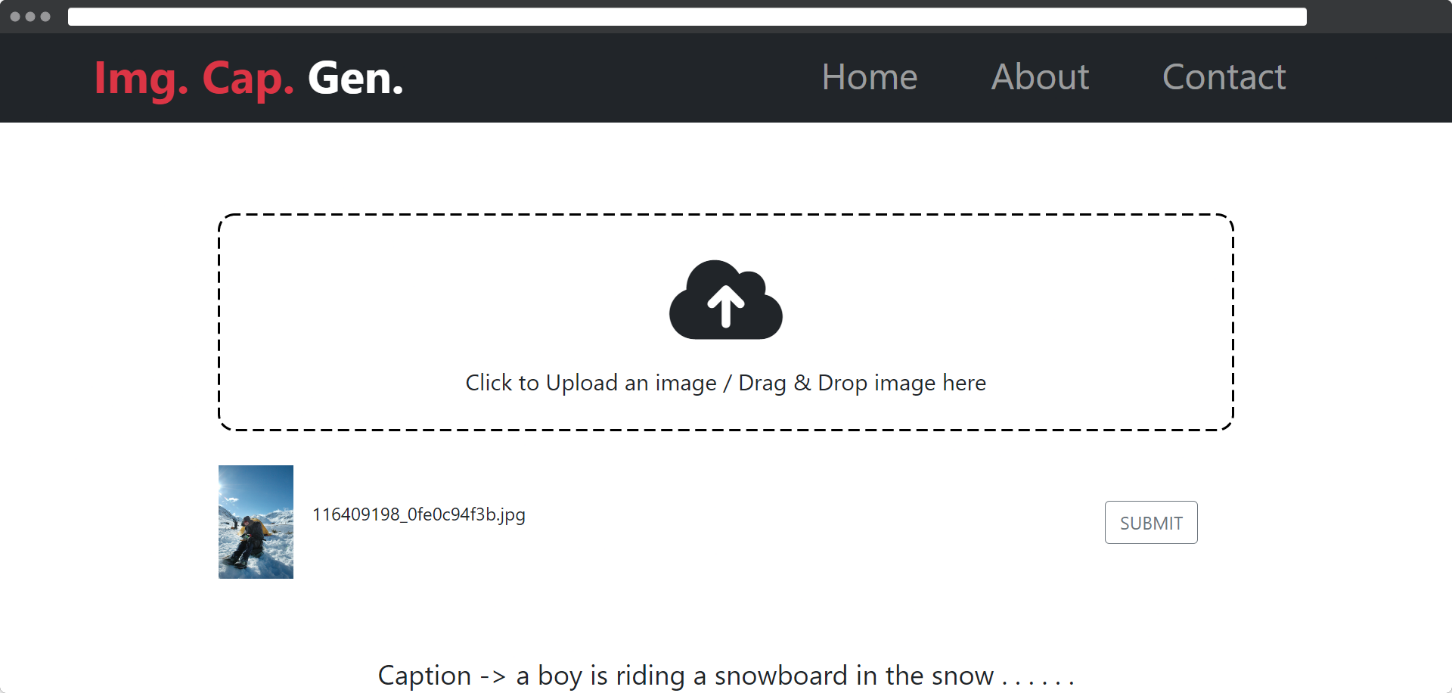 Img. Cap. Gen. Home About Contact
Click to Upload an image / Drag & Drop image here
116409198_0fe0c94f3b.jpg SUBMIT
Caption -> a boy is riding a snowboard in the snow . . . . . .